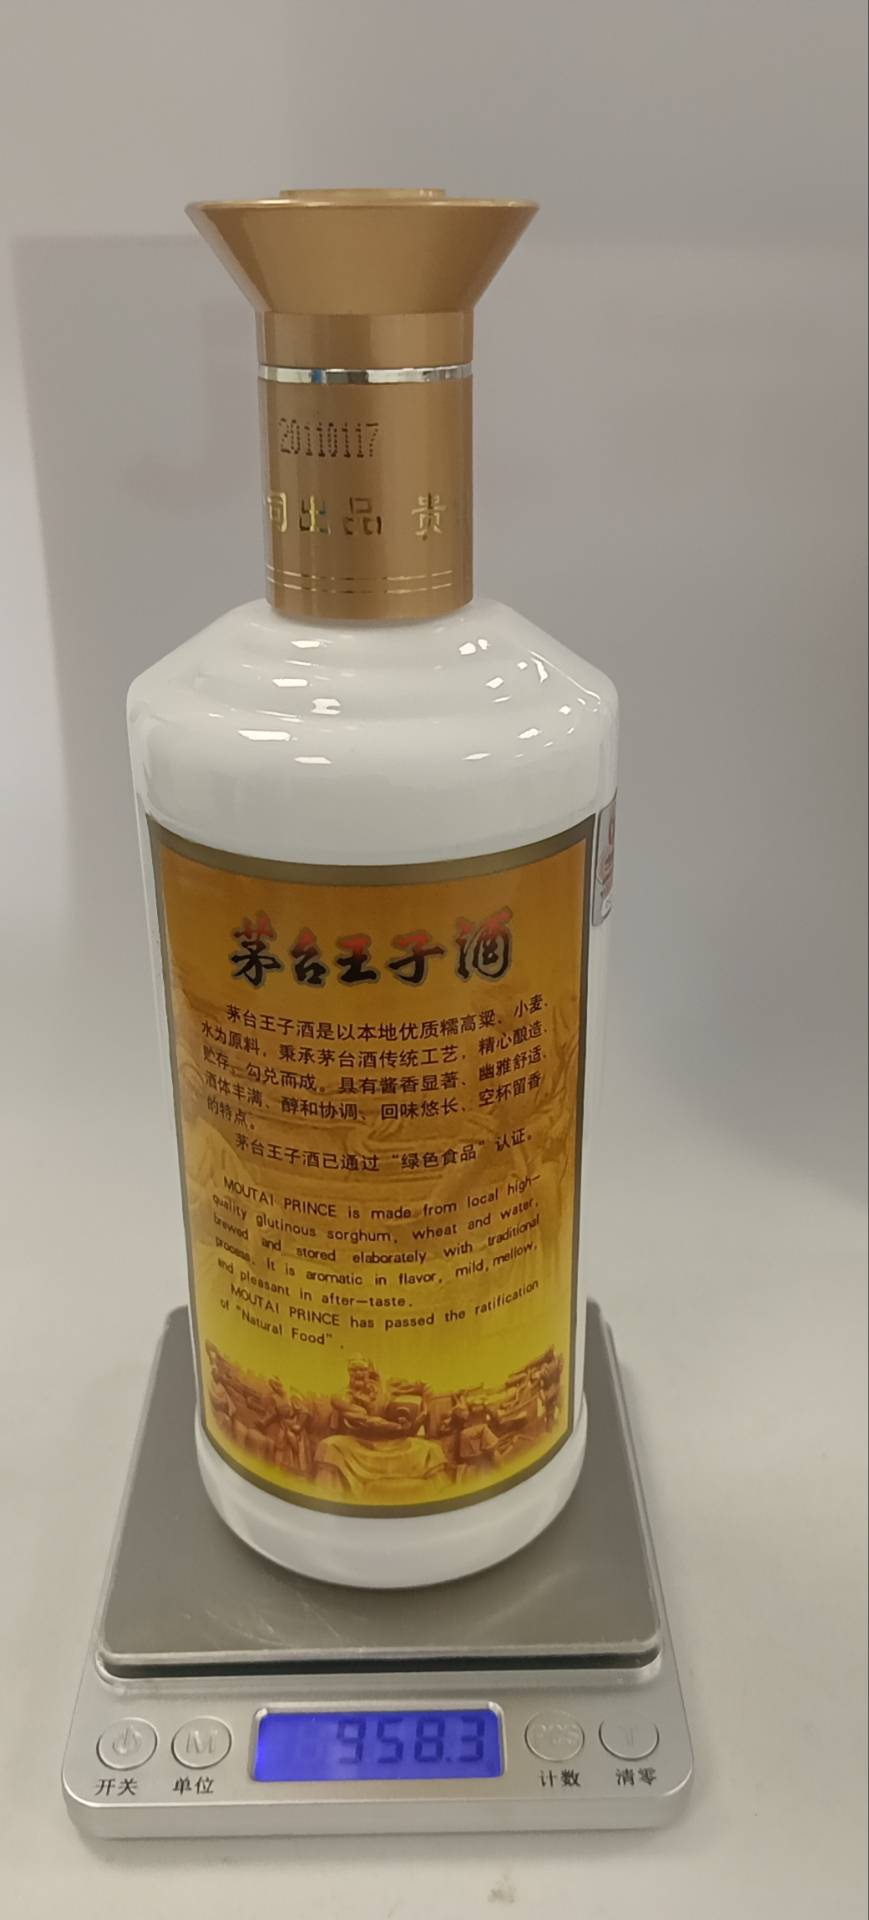 20110117
司出品 贵
茅台王子酒
茅台王子酒是以本地优质糯高粱、小麦、
水为原料，秉承茅台酒传统工艺，精心酿造、
贮存、勾兑而成。具有酱香显著、幽雅舒适、
酒体丰满、醇和协调、回味悠长、空杯留香
的特点。
茅台王子酒已通过“绿色食品”认证。
MOUTAI PRINCE is made from local high-
quality glutinous sorghum, wheat and water,
brewed and stored elaborately with traditional
process. It is aromatic in flavor, mild, mellow,
and pleasant in after-taste.
MOUTAI PRINCE has passed the ratification
of "Natural Food".
958.3
M
T
开关 单位 计数 清零